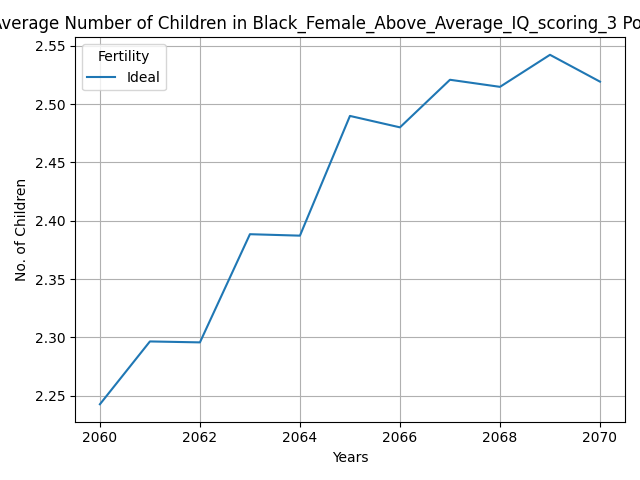 verage Number of Children in Black_Female_Above_Average_IQ_scoring_3 Po
Fertility
Ideal
No. of Children
2.55
2.50
2.45
2.40
2.35
2.30
2.25
2060 2062 2064 2066 2068 2070
Years